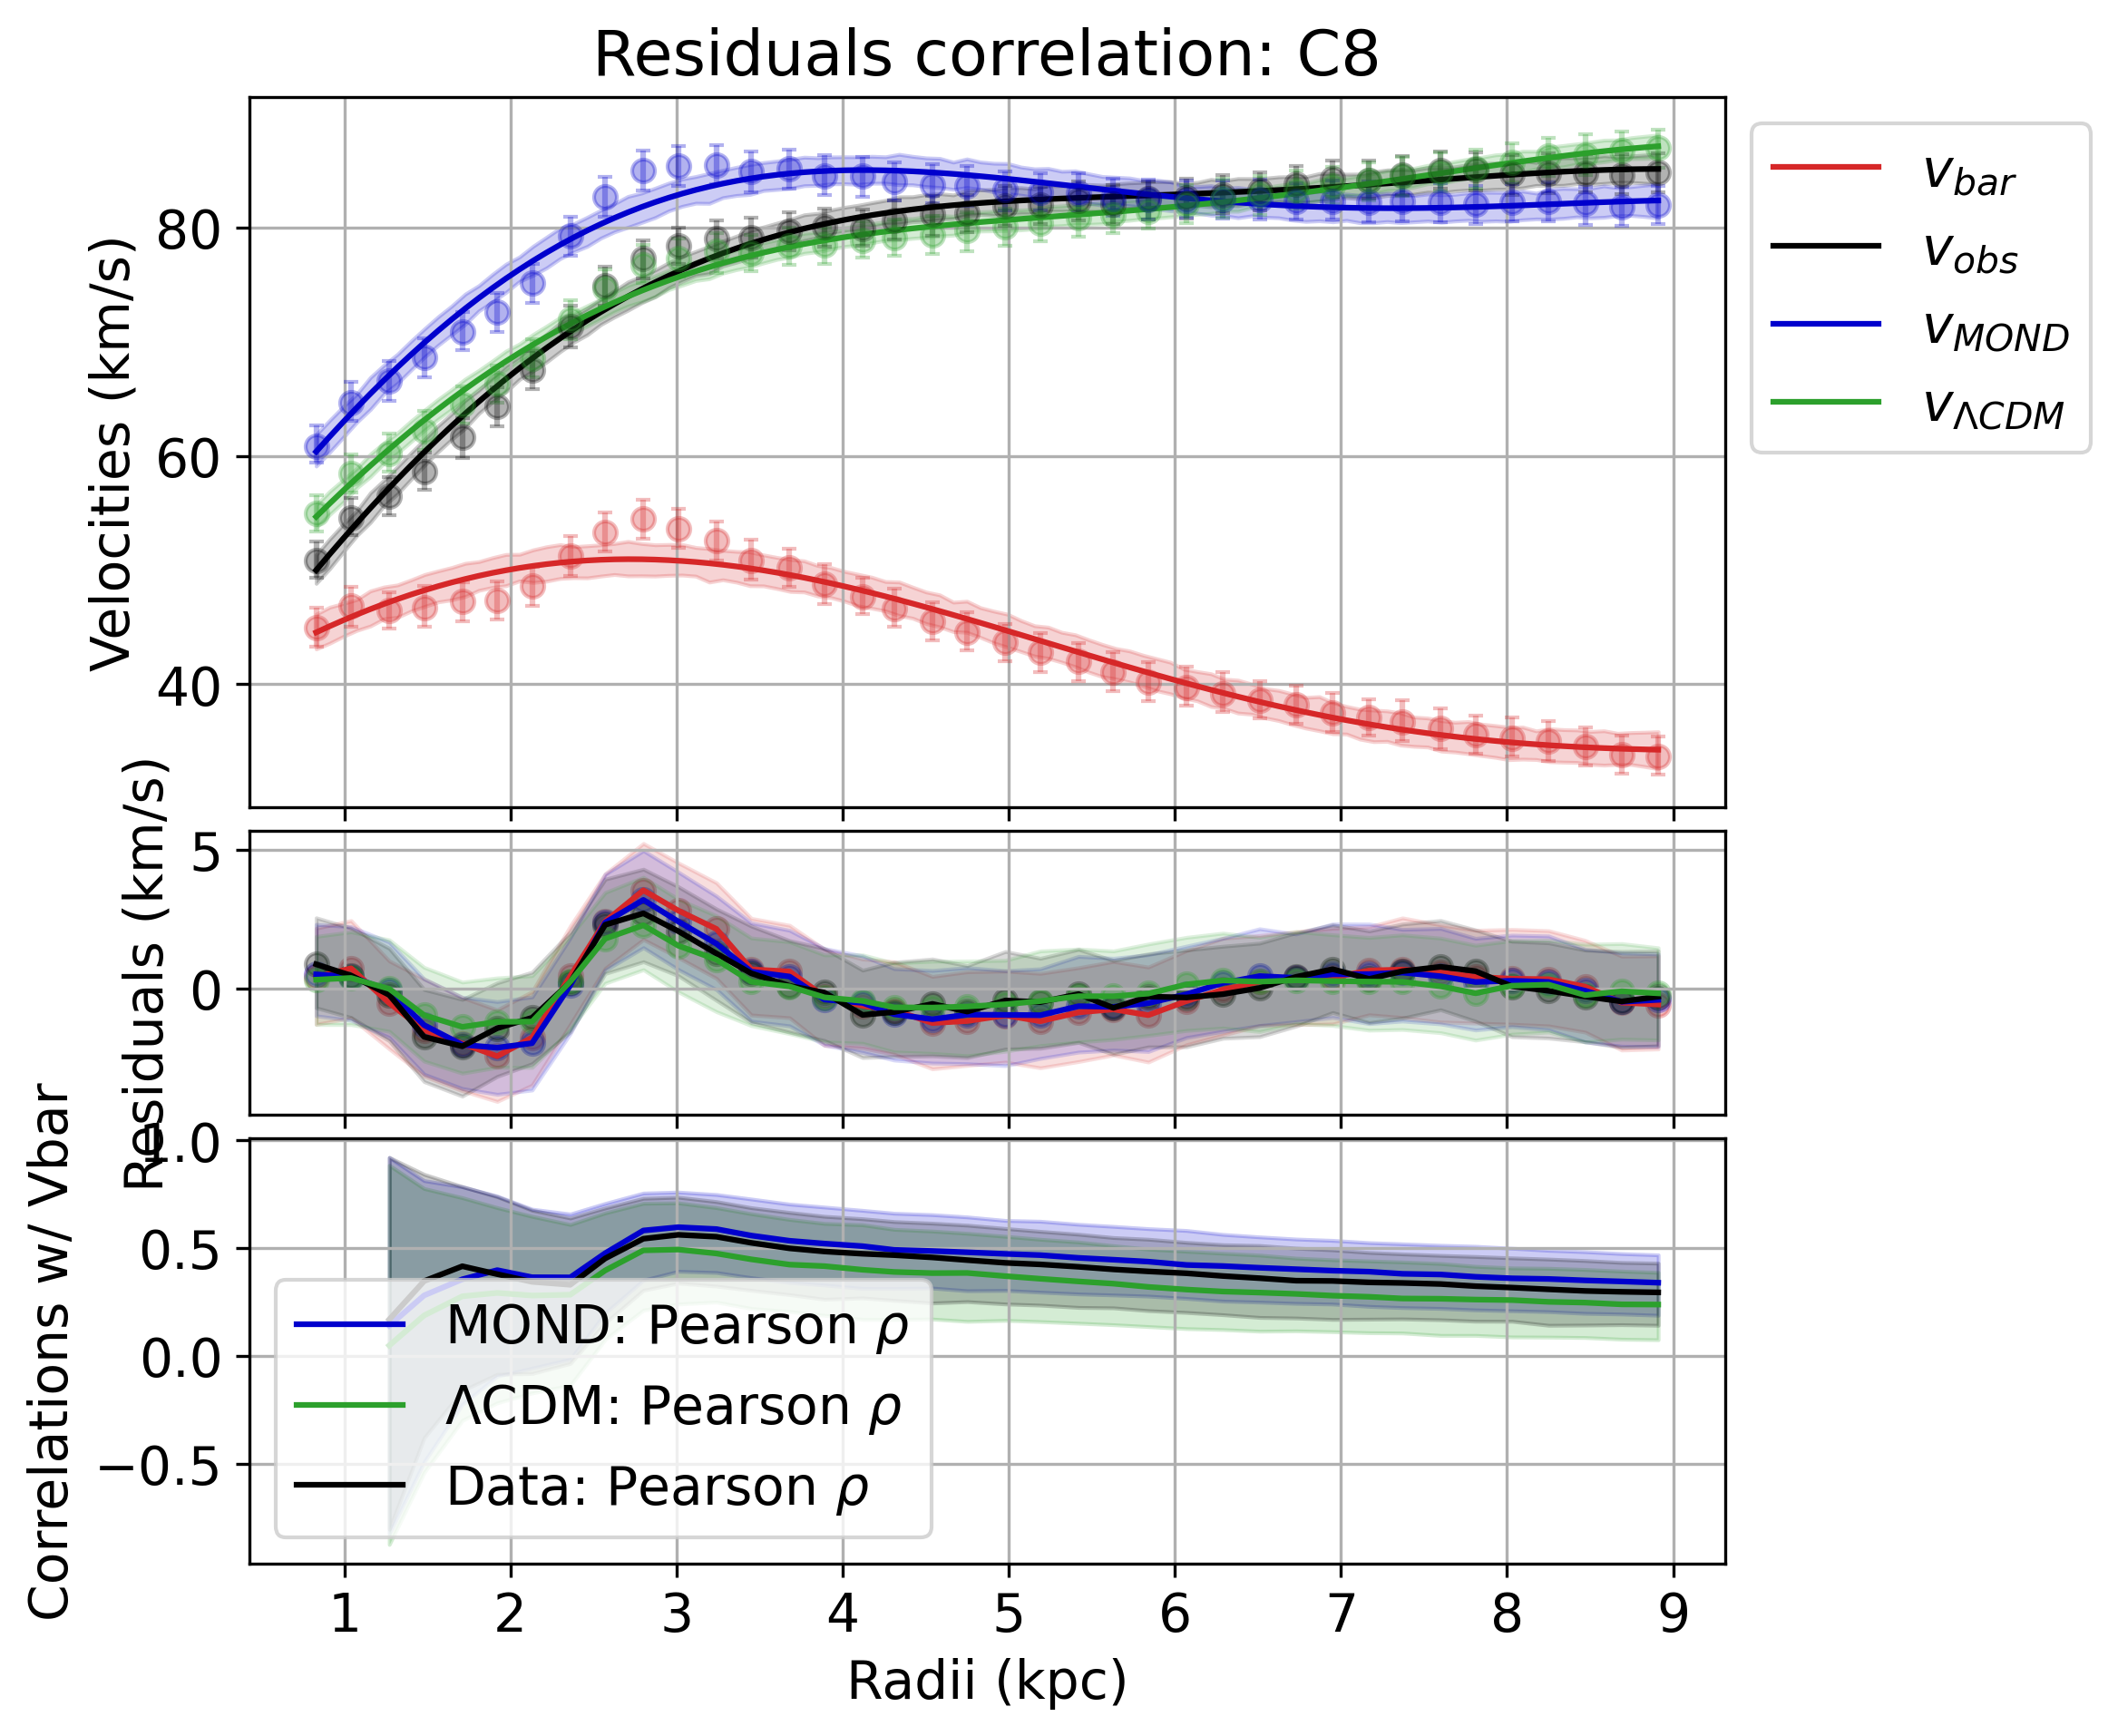 Residuals correlation: C8
Velocities (km/s)
80
60
40
v_bar
v_obs
v_MOND
v_ΛCDM
Residuals (km/s)
5
0
Correlations w/ Vbar
1.0
0.5
0.0
−0.5
MOND: Pearson ρ
ΛCDM: Pearson ρ
Data: Pearson ρ
1 2 3 4 5 6 7 8 9
Radii (kpc)